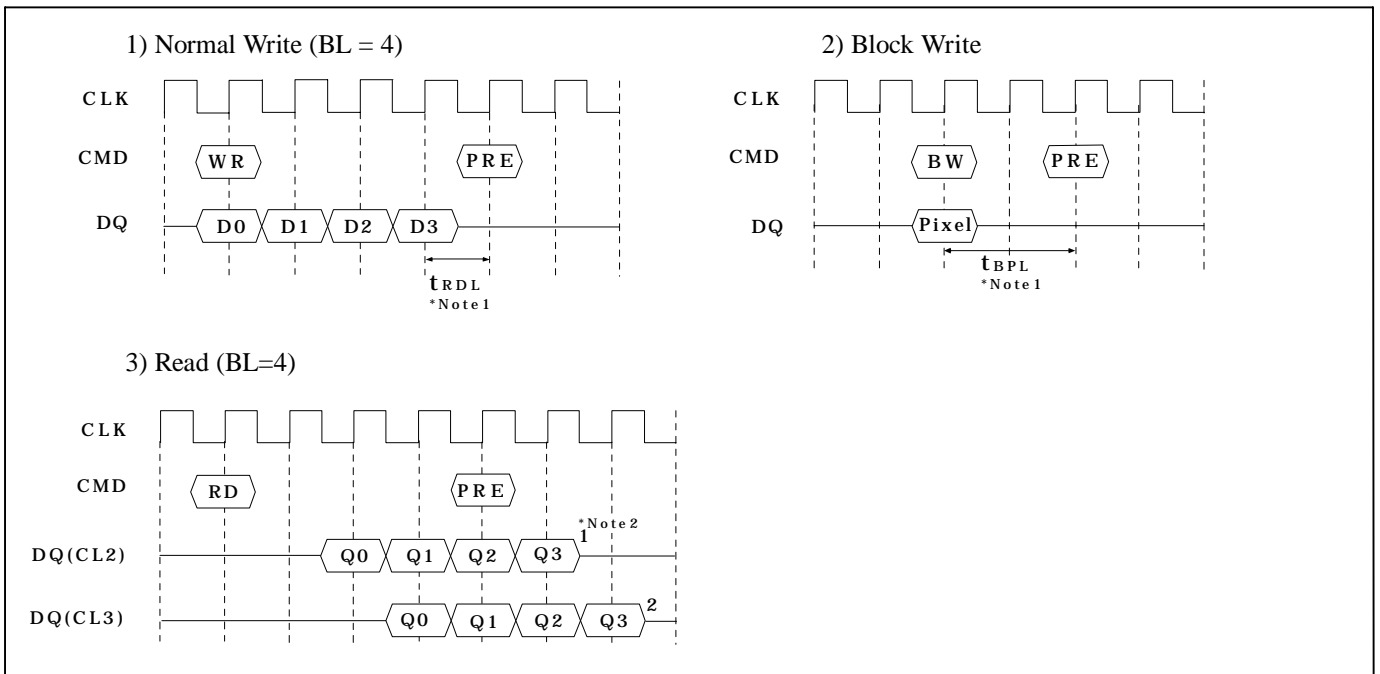 1) Normal Write (BL = 4)
CLK
CMD
WR
PRE
DQ
D0 D1 D2 D3
tRDL
*Note1
2) Block Write
CLK
CMD
BW
PRE
DQ
Pixel
tBPL
*Note1
3) Read (BL=4)
CLK
CMD
RD
PRE
*Note2
1
DQ(CL2)
Q0 Q1 Q2 Q3
DQ(CL3)
Q0 Q1 Q2 Q3
2